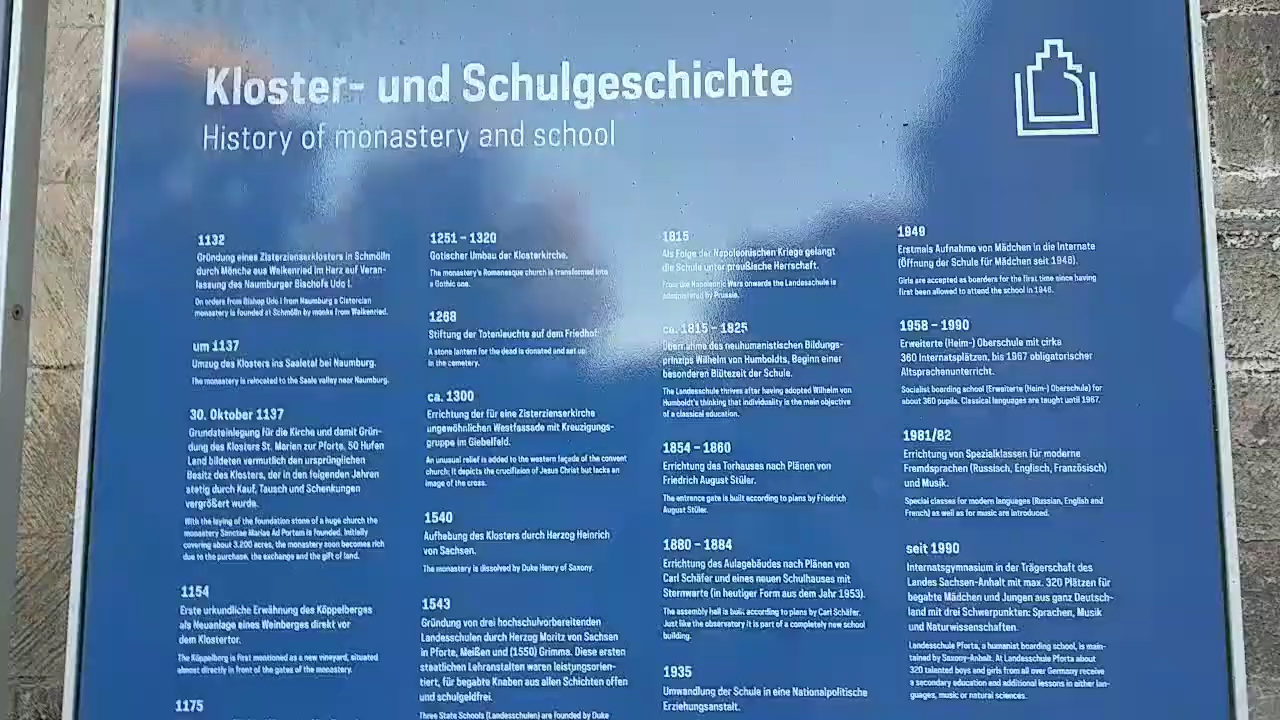 Kloster- und Schulgeschichte
History of monastery and school
1132
Gründung eines Zisterzienserklosters in Schmölln
durch Mönche aus Walkenried im Harz auf Veran-
lassung des Naumburger Bischofs Udo I.
On orders from Bishop Udo I from Naumburg a Cistercian
monastery is founded at Schmölln by monks from Walkenried.
um 1137
Umzug des Klosters ins Saaletal bei Naumburg.
The monastery is relocated to the Saale valley near Naumburg.
30. Oktober 1137
Grundsteinlegung für die Kirche und damit Grün-
dung des Klosters St. Marien zur Pforte. 50 Hufen
Land bildeten vermutlich den ursprünglichen
Besitz des Klosters, der in den folgenden Jahren
stetig durch Kauf, Tausch und Schenkungen
vergrößert wurde.
With the laying of the foundation stone of a huge church the
monastery Sanctae Mariae Ad Portam is founded. Initially
covering about 3.200 acres, the monastery soon becomes rich
due to the purchase, the exchange and the gift of land.
1154
Erste urkundliche Erwähnung des Köppelberges
als Neuanlage eines Weinberges direkt vor
dem Klostertor.
The Köppelberg is first mentioned as a new vineyard, situated
almost directly in front of the gates of the monastery.
1175
1251 – 1320
Gotischer Umbau der Klosterkirche.
The monastery's Romanesque church is transformed into
a Gothic one.
1268
Stiftung der Totenleuchte auf dem Friedhof.
A stone lantern for the dead is donated and set up
in the cemetery.
ca. 1300
Errichtung der für eine Zisterzienserkirche
ungewöhnlichen Westfassade mit Kreuzigungs-
gruppe im Giebelfeld.
An unusual relief is added to the western façade of the convent
church; it depicts the crucifixion of Jesus Christ but lacks an
image of the cross.
1540
Aufhebung des Klosters durch Herzog Heinrich
von Sachsen.
The monastery is dissolved by Duke Henry of Saxony.
1543
Gründung von drei hochschulvorbereitenden
Landesschulen durch Herzog Moritz von Sachsen
in Pforte, Meißen und (1550) Grimma. Diese ersten
staatlichen Lehranstalten waren leistungsorien-
tiert, für begabte Knaben aus allen Schichten offen
und schulgeldfrei.
Three State Schools (Landesschulen) are founded by Duke
1815
Als Folge der Napoleonischen Kriege gelangt
die Schule unter preußische Herrschaft.
From the Napoleonic Wars onwards the Landesschule is
administered by Prussia.
ca. 1815 – 1825
Übernahme des neuhumanistischen Bildungs-
prinzips Wilhelm von Humboldts. Beginn einer
besonderen Blütezeit der Schule.
The Landesschule thrives after having adopted Wilhelm von
Humboldt's thinking that individuality is the main objective
of a classical education.
1854 – 1860
Errichtung des Torhauses nach Plänen von
Friedrich August Stüler.
The entrance gate is built according to plans by Friedrich
August Stüler.
1880 – 1884
Errichtung des Aulagebäudes nach Plänen von
Carl Schäfer und eines neuen Schulhauses mit
Sternwarte (in heutiger Form aus dem Jahr 1953).
The assembly hall is built according to plans by Carl Schäfer.
Just like the observatory it is part of a completely new school
building.
1935
Umwandlung der Schule in eine Nationalpolitische
Erziehungsanstalt.
1949
Erstmals Aufnahme von Mädchen in die Internate
(Öffnung der Schule für Mädchen seit 1946).
Girls are accepted as boarders for the first time since having
first been allowed to attend the school in 1946.
1958 – 1990
Erweiterte (Heim-) Oberschule mit cirka
360 Internatsplätzen, bis 1967 obligatorischer
Altsprachenunterricht.
Socialist boarding school (Erweiterte (Heim-) Oberschule) for
about 360 pupils. Classical languages are taught until 1967.
1981/82
Errichtung von Spezialklassen für moderne
Fremdsprachen (Russisch, Englisch, Französisch)
und Musik.
Special classes for modern languages (Russian, English and
French) as well as for music are introduced.
seit 1990
Internatsgymnasium in der Trägerschaft des
Landes Sachsen-Anhalt mit max. 320 Plätzen für
begabte Mädchen und Jungen aus ganz Deutsch-
land mit drei Schwerpunkten: Sprachen, Musik
und Naturwissenschaften.
Landesschule Pforta, a humanist boarding school, is main-
tained by Saxony-Anhalt. At Landesschule Pforta about
320 talented boys and girls from all over Germany receive
a secondary education and additional lessons in either lan-
guages, music or natural sciences.